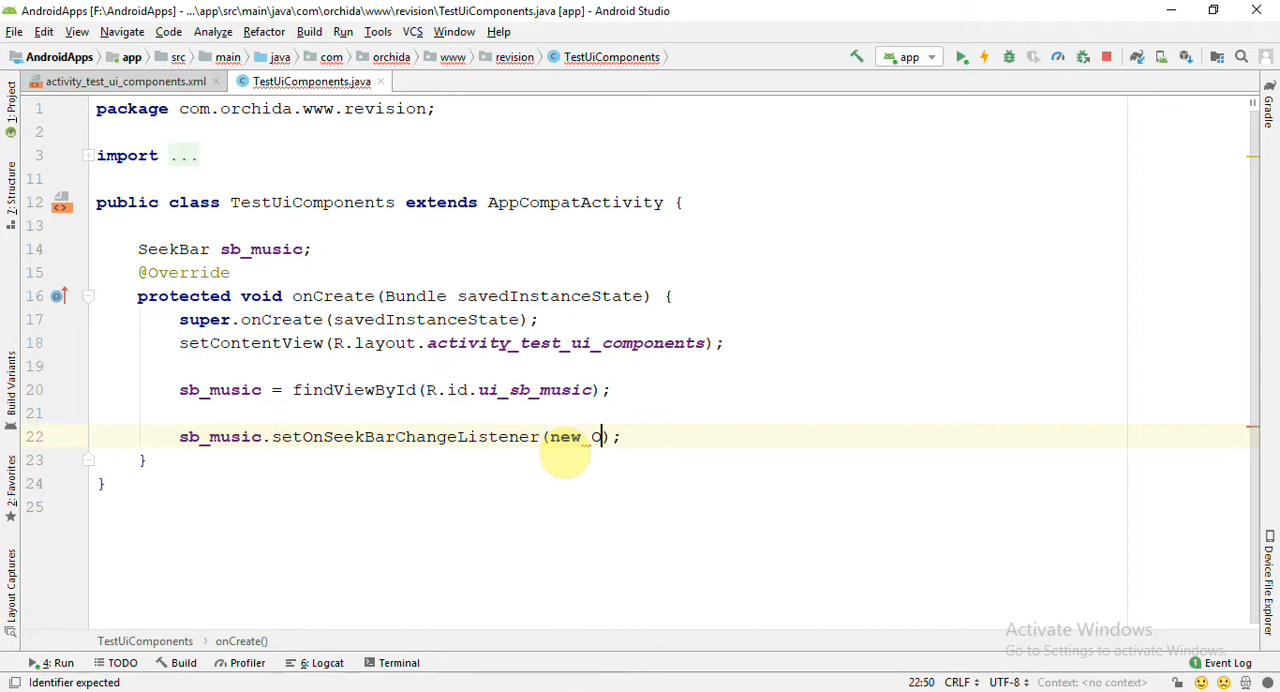 AndroidApps [F:\AndroidApps] - ...\app\src\main\java\com\orchida\www\revision\TestUiComponents.java [app] - Android Studio
File Edit View Navigate Code Analyze Refactor Build Run Tools VCS Window Help
AndroidApps app src main java com orchida www revision TestUiComponents app
activity_test_ui_components.xml TestUiComponents.java
1 package com.orchida.www.revision;
2
3 import ...
11
12 public class TestUiComponents extends AppCompatActivity {
13
14 SeekBar sb_music;
15 @Override
16 protected void onCreate(Bundle savedInstanceState) {
17 super.onCreate(savedInstanceState);
18 setContentView(R.layout.activity_test_ui_components);
19
20 sb_music = findViewById(R.id.ui_sb_music);
21
22 sb_music.setOnSeekBarChangeListener(new O);
23 }
24 }
25
1: Project
7: Structure
Build Variants
2: Favorites
Layout Captures
Gradle
Device File Explorer
Activate Windows
Go to Settings to activate Windows.
TestUiComponents onCreate()
4: Run TODO Build Profiler 6: Logcat Terminal 1 Event Log
Identifier expected 22:50 CRLF UTF-8 Context: <no context>